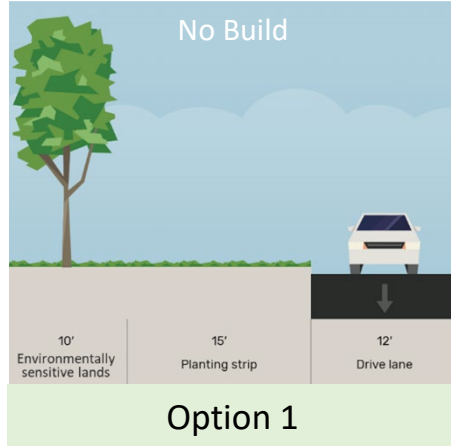 No Build
10'
Environmentally
sensitive lands
15'
Planting strip
12'
Drive lane
Option 1